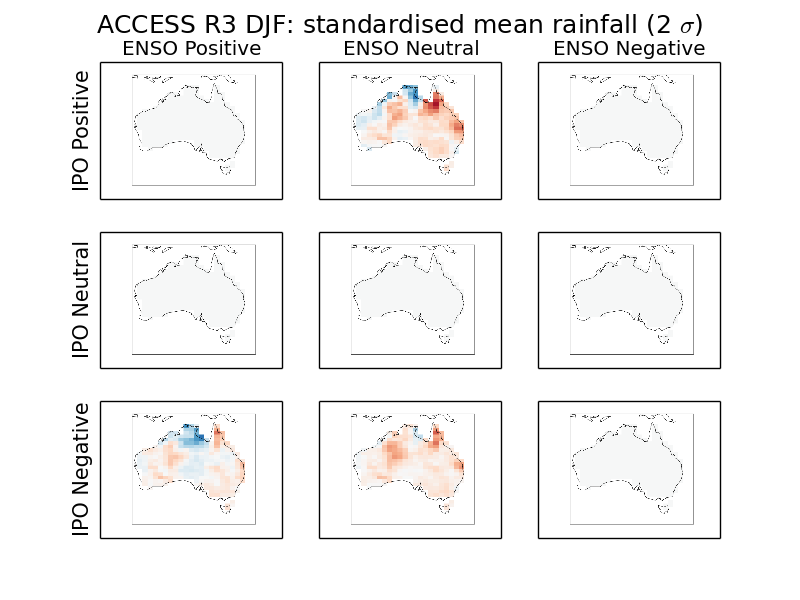 ACCESS R3 DJF: standardised mean rainfall (2 σ)
ENSO Positive
ENSO Neutral
ENSO Negative
IPO Positive
IPO Neutral
IPO Negative